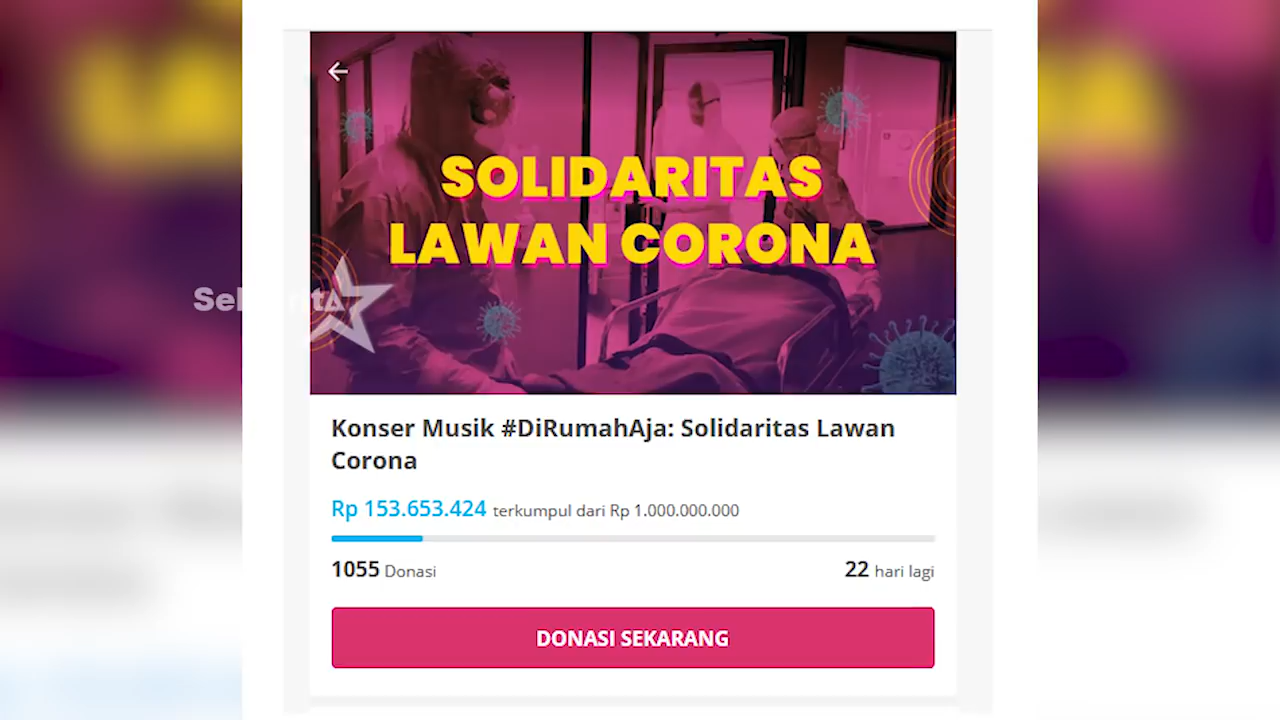 SOLIDARITAS
LAWAN CORONA
Konser Musik #DiRumahAja: Solidaritas Lawan
Corona
Rp 153.653.424 terkumpul dari Rp 1.000.000.000
1055 Donasi
22 hari lagi
DONASI SEKARANG